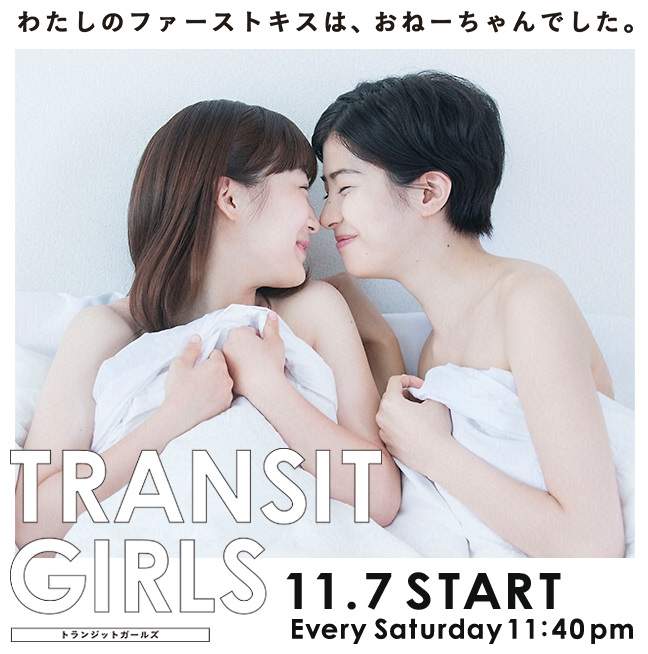 わたしのファーストキスは、おねーちゃんでした。
TRANSIT
GIRLS
トランジットガールズ
11.7 START
Every Saturday 11:40 pm